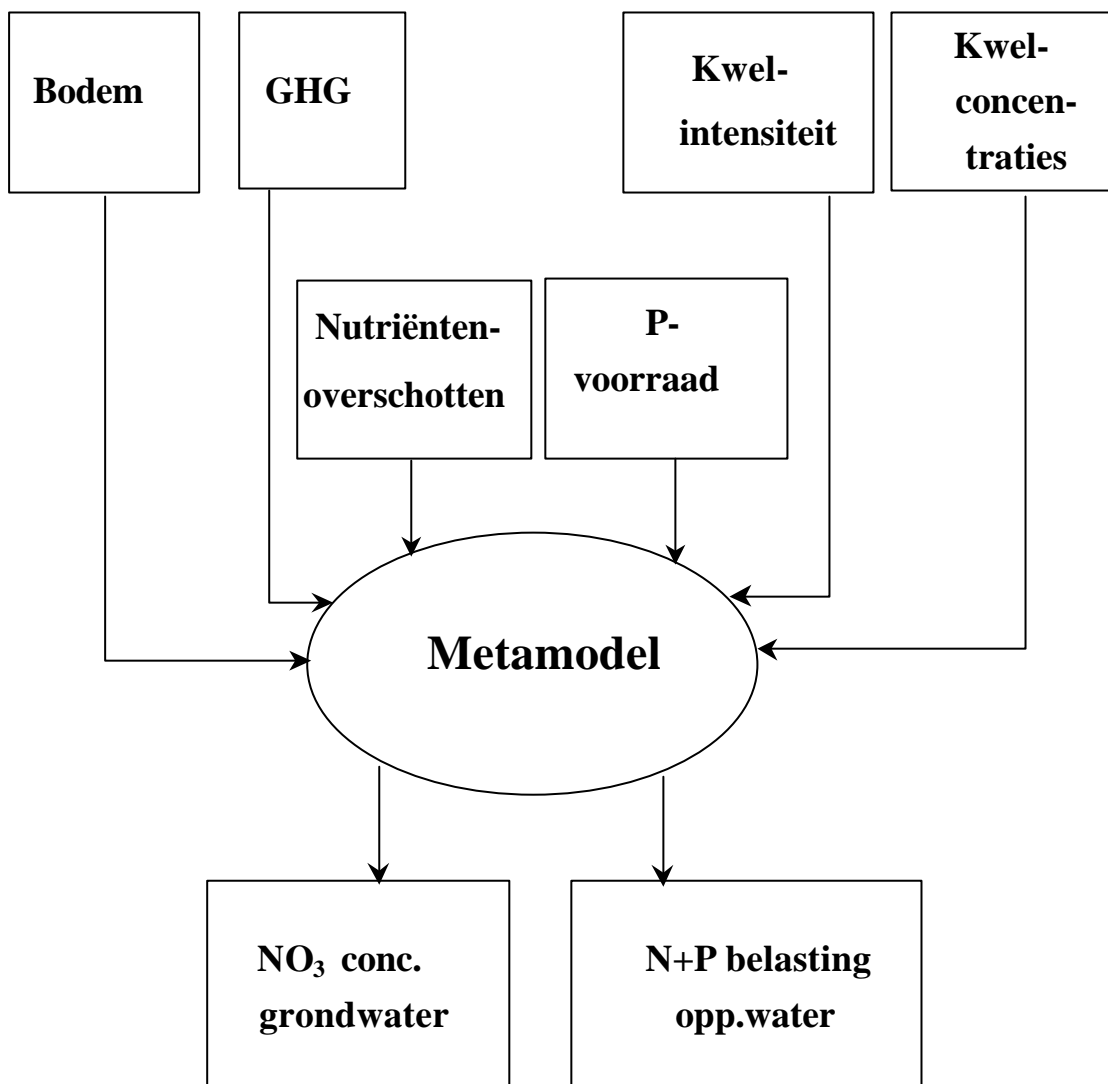 Bodem
GHG
Kwel-
intensiteit
Kwel-
concen-
traties
Nutriënten-
overschotten
P-
voorraad
Metamodel
NO₃ conc.
grondwater
N+P belasting
opp.water